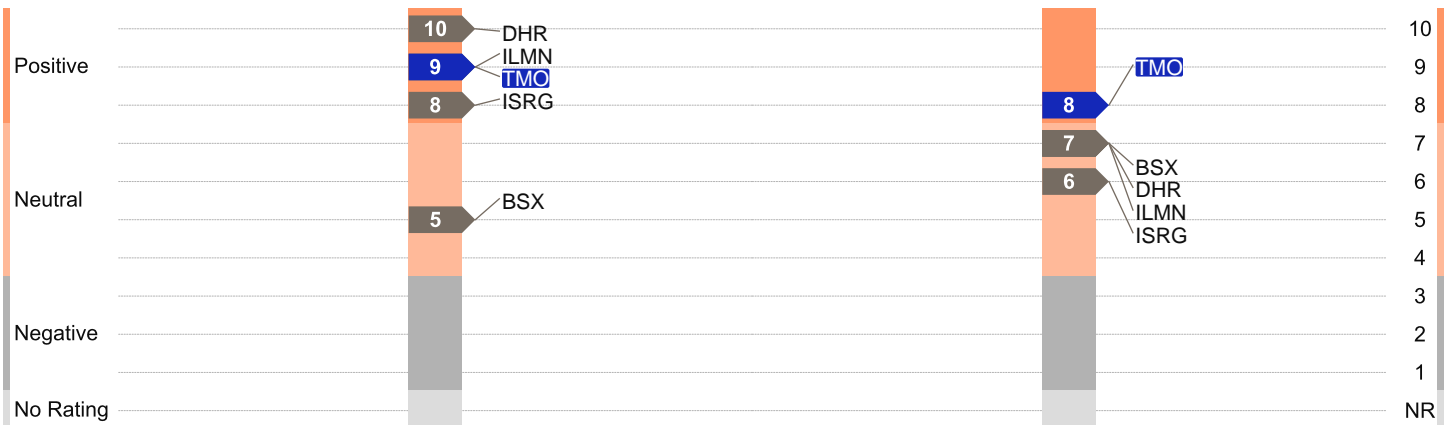 10
DHR
10
ILMN
Positive
9
TMO
9
TMO
8
ISRG
8
8
7
7
BSX
6
6
DHR
Neutral
BSX
ILMN
5
5
ISRG
4
3
Negative
2
1
No Rating
NR